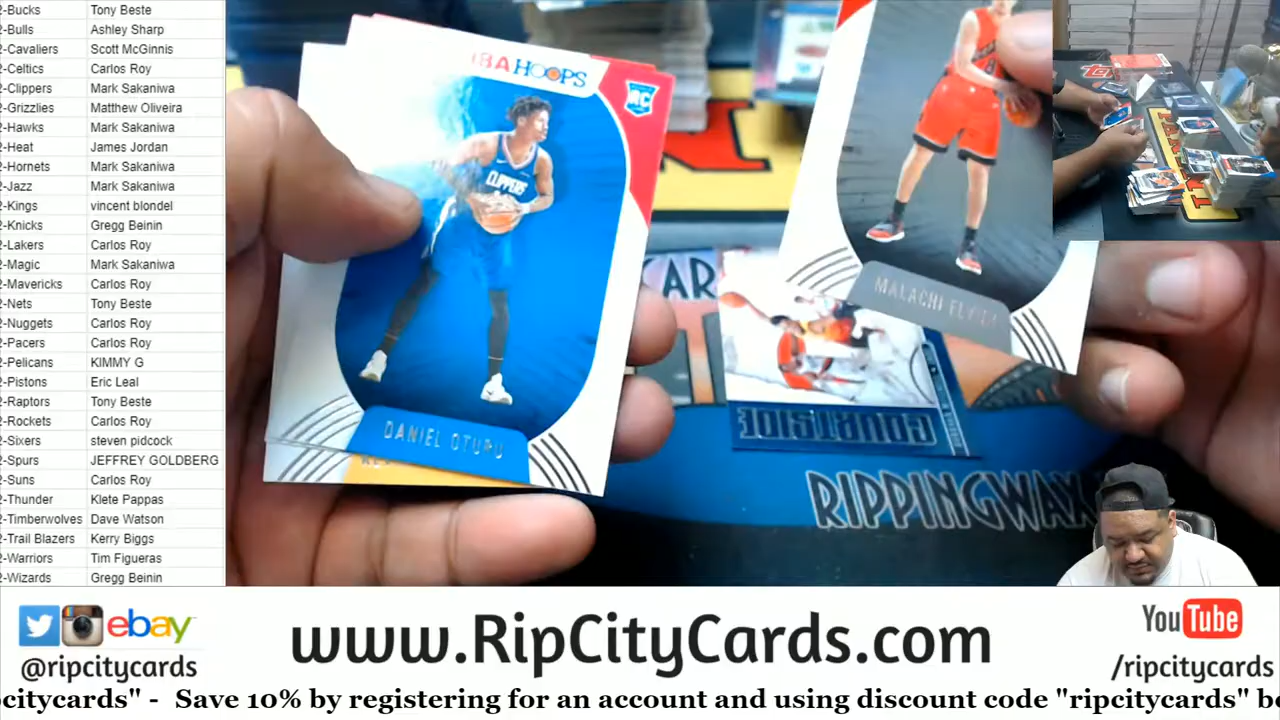 2-Bucks Tony Beste
2-Bulls Ashley Sharp
2-Cavaliers Scott McGinnis
2-Celtics Carlos Roy
2-Clippers Mark Sakaniwa
2-Grizzlies Matthew Oliveira
2-Hawks Mark Sakaniwa
2-Heat James Jordan
2-Hornets Mark Sakaniwa
2-Jazz Mark Sakaniwa
2-Kings vincent blondel
2-Knicks Gregg Beinin
2-Lakers Carlos Roy
2-Magic Mark Sakaniwa
2-Mavericks Carlos Roy
2-Nets Tony Beste
2-Nuggets Carlos Roy
2-Pacers Carlos Roy
2-Pelicans KIMMY G
2-Pistons Eric Leal
2-Raptors Tony Beste
2-Rockets Carlos Roy
2-Sixers steven pidcock
2-Spurs JEFFREY GOLDBERG
2-Suns Carlos Roy
2-Thunder Klete Pappas
2-Timberwolves Dave Watson
2-Trail Blazers Kerry Biggs
2-Warriors Tim Figueras
2-Wizards Gregg Beinin
NBA HOOPS
RC
CLIPPERS
DANIEL OTURU
MALACHI FLYNN
COURTSIDE
RIPPINGWAX
ebay
@ripcitycards
www.RipCityCards.com
YouTube
/ripcitycards
pcitycards" - Save 10% by registering for an account and using discount code "ripcitycards" be